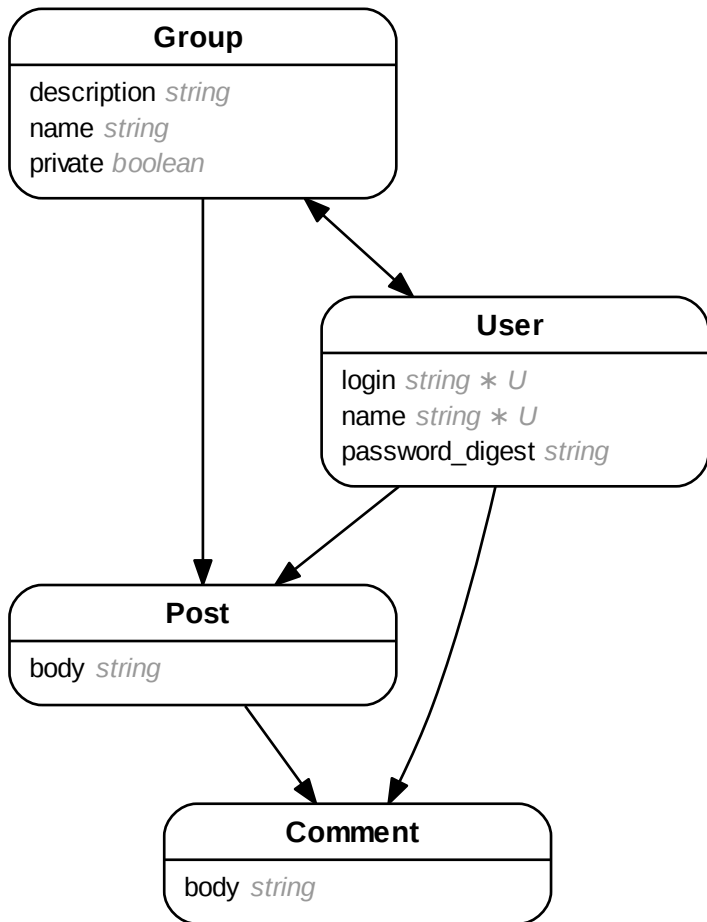 Group
description string
name string
private boolean
User
login string ∗ U
name string ∗ U
password_digest string
Post
body string
Comment
body string